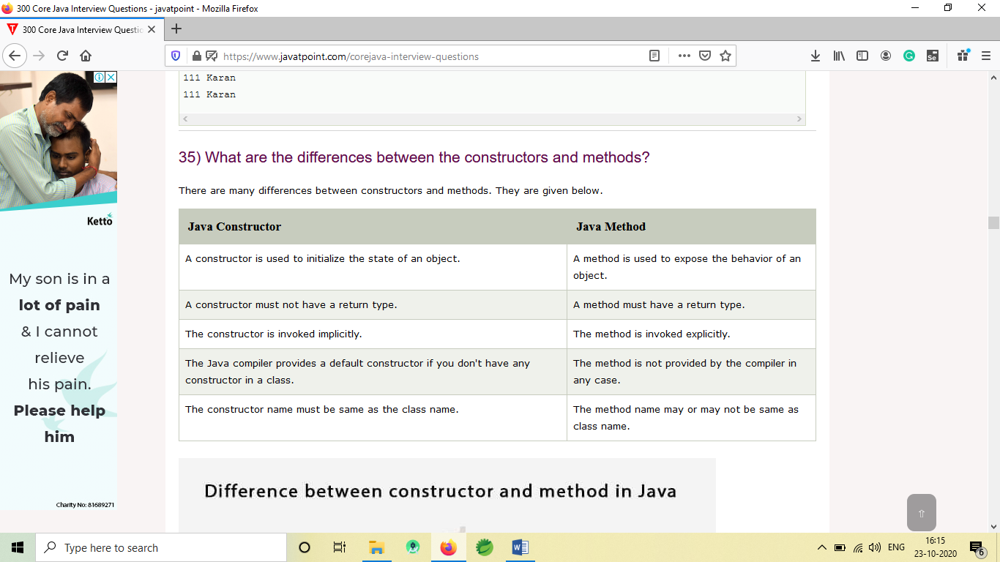 300 Core Java Interview Questions - javatpoint - Mozilla Firefox
300 Core Java Interview Questic
https://www.javatpoint.com/corejava-interview-questions
Se
111 Karan
111 Karan
35) What are the differences between the constructors and methods?
There are many differences between constructors and methods. They are given below.
Java Constructor
Java Method
A constructor is used to initialize the state of an object.
A method is used to expose the behavior of an
object.
A constructor must not have a return type.
A method must have a return type.
The constructor is invoked implicitly.
The method is invoked explicitly.
The Java compiler provides a default constructor if you don't have any
constructor in a class.
The method is not provided by the compiler in
any case.
The constructor name must be same as the class name.
The method name may or may not be same as
class name.
Difference between constructor and method in Java
Ketto
My son is in a
lot of pain
& I cannot
relieve
his pain.
Please help
him
Charity No: 81689271
Type here to search
ENG
16:15
23-10-2020
6